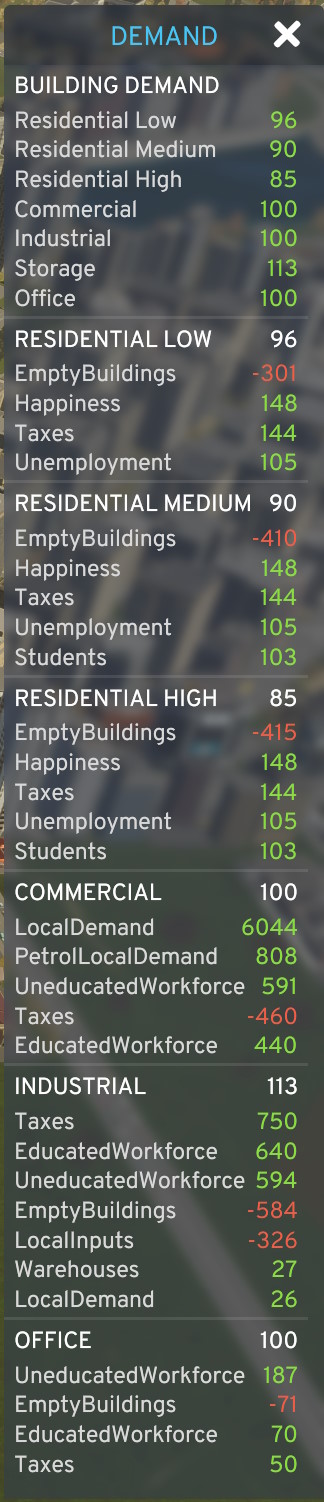 DEMAND
BUILDING DEMAND
Residential Low 96
Residential Medium 90
Residential High 85
Commercial 100
Industrial 100
Storage 113
Office 100
RESIDENTIAL LOW 96
EmptyBuildings -301
Happiness 148
Taxes 144
Unemployment 105
RESIDENTIAL MEDIUM 90
EmptyBuildings -410
Happiness 148
Taxes 144
Unemployment 105
Students 103
RESIDENTIAL HIGH 85
EmptyBuildings -415
Happiness 148
Taxes 144
Unemployment 105
Students 103
COMMERCIAL 100
LocalDemand 6044
PetrolLocalDemand 808
UneducatedWorkforce 591
Taxes -460
EducatedWorkforce 440
INDUSTRIAL 113
Taxes 750
EducatedWorkforce 640
UneducatedWorkforce 594
EmptyBuildings -584
LocalInputs -326
Warehouses 27
LocalDemand 26
OFFICE 100
UneducatedWorkforce 187
EmptyBuildings -71
EducatedWorkforce 70
Taxes 50